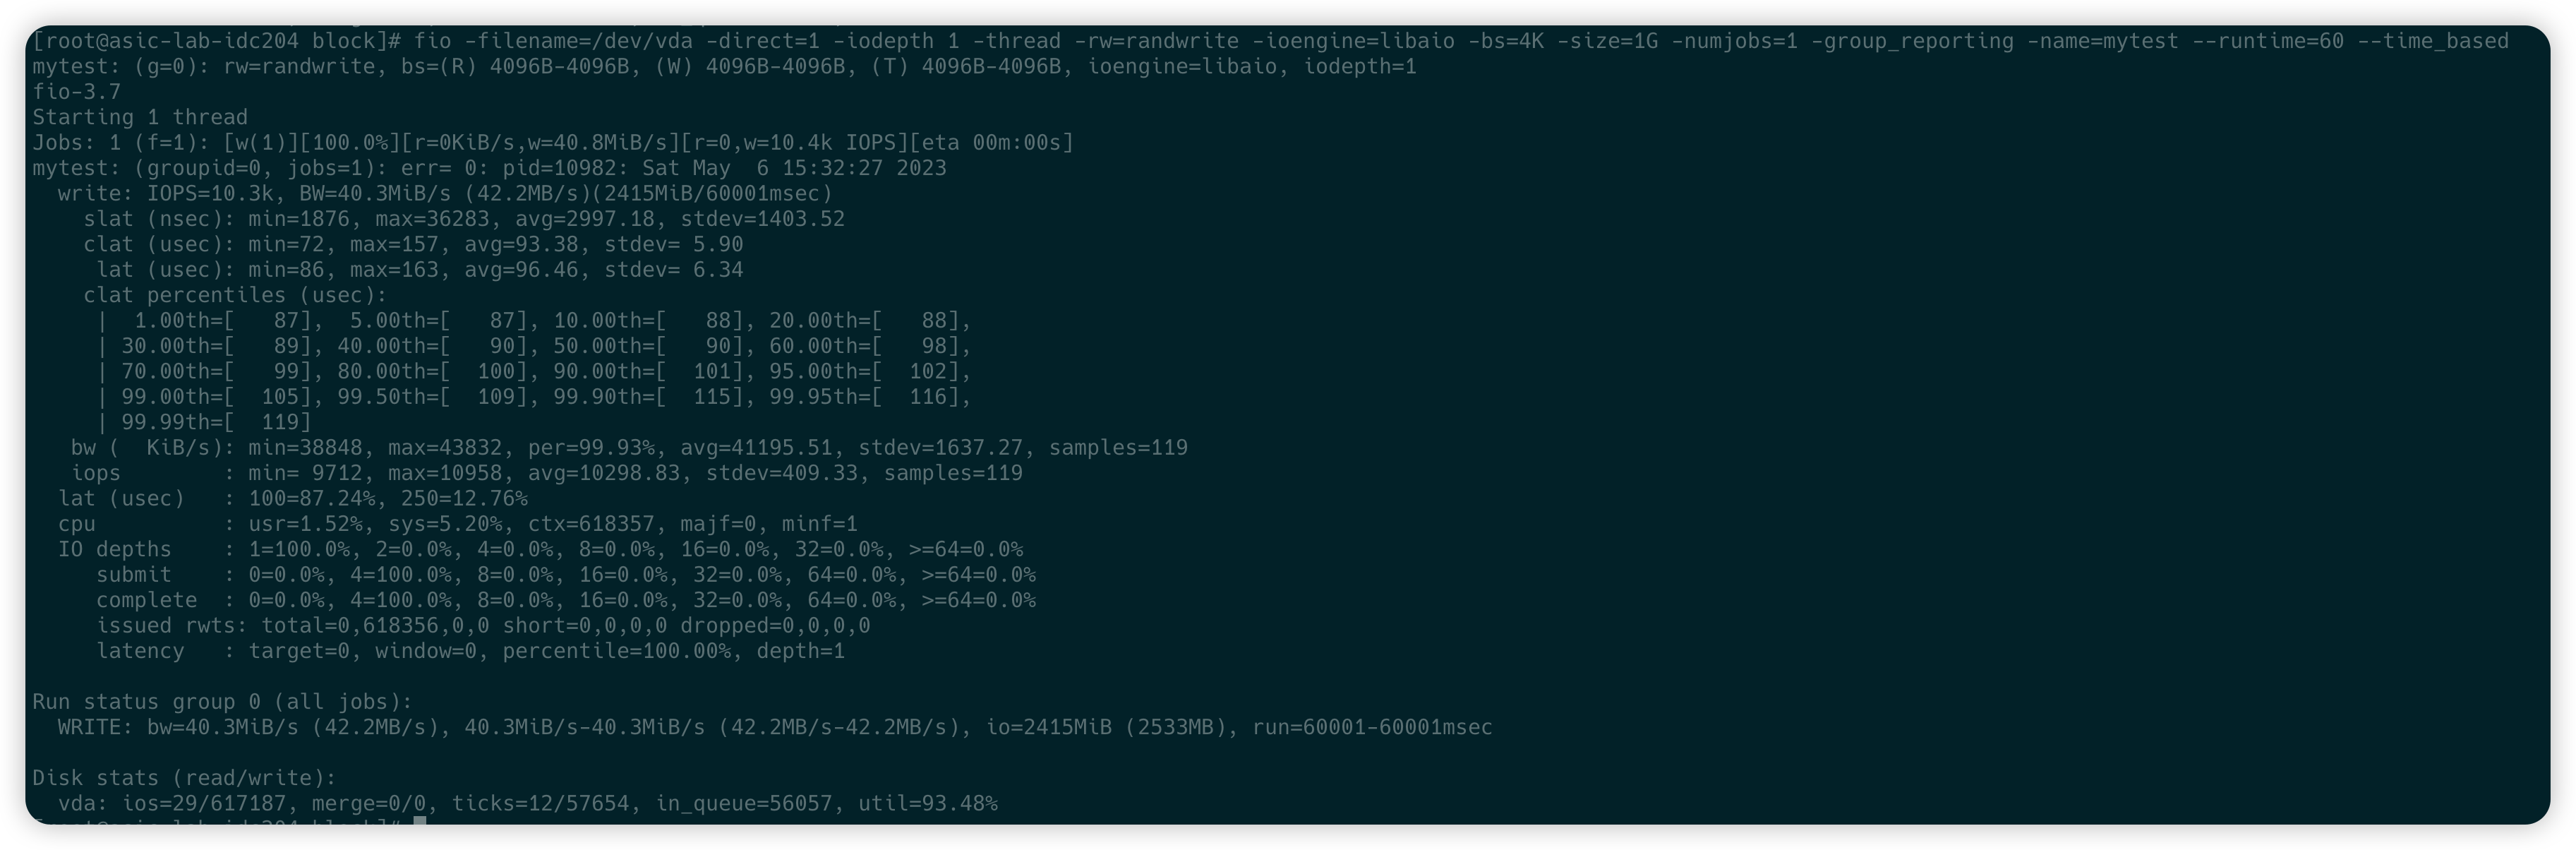 [root@asic-lab-idc204 block]# fio -filename=/dev/vda -direct=1 -iodepth 1 -thread -rw=randwrite -ioengine=libaio -bs=4K -size=1G -numjobs=1 -group_reporting -name=mytest --runtime=60 --time_based
mytest: (g=0): rw=randwrite, bs=(R) 4096B-4096B, (W) 4096B-4096B, (T) 4096B-4096B, ioengine=libaio, iodepth=1
fio-3.7
Starting 1 thread
Jobs: 1 (f=1): [w(1)][100.0%][r=0KiB/s,w=40.8MiB/s][r=0,w=10.4k IOPS][eta 00m:00s]
mytest: (groupid=0, jobs=1): err= 0: pid=10982: Sat May  6 15:32:27 2023
  write: IOPS=10.3k, BW=40.3MiB/s (42.2MB/s)(2415MiB/60001msec)
    slat (nsec): min=1876, max=36283, avg=2997.18, stdev=1403.52
    clat (usec): min=72, max=157, avg=93.38, stdev= 5.90
     lat (usec): min=86, max=163, avg=96.46, stdev= 6.34
    clat percentiles (usec):
     |  1.00th=[   87],  5.00th=[   87], 10.00th=[   88], 20.00th=[   88],
     | 30.00th=[   89], 40.00th=[   90], 50.00th=[   90], 60.00th=[   98],
     | 70.00th=[   99], 80.00th=[  100], 90.00th=[  101], 95.00th=[  102],
     | 99.00th=[  105], 99.50th=[  109], 99.90th=[  115], 99.95th=[  116],
     | 99.99th=[  119]
   bw (  KiB/s): min=38848, max=43832, per=99.93%, avg=41195.51, stdev=1637.27, samples=119
   iops        : min= 9712, max=10958, avg=10298.83, stdev=409.33, samples=119
  lat (usec)   : 100=87.24%, 250=12.76%
  cpu          : usr=1.52%, sys=5.20%, ctx=618357, majf=0, minf=1
  IO depths    : 1=100.0%, 2=0.0%, 4=0.0%, 8=0.0%, 16=0.0%, 32=0.0%, >=64=0.0%
     submit    : 0=0.0%, 4=100.0%, 8=0.0%, 16=0.0%, 32=0.0%, 64=0.0%, >=64=0.0%
     complete  : 0=0.0%, 4=100.0%, 8=0.0%, 16=0.0%, 32=0.0%, 64=0.0%, >=64=0.0%
     issued rwts: total=0,618356,0,0 short=0,0,0,0 dropped=0,0,0,0
     latency   : target=0, window=0, percentile=100.00%, depth=1

Run status group 0 (all jobs):
  WRITE: bw=40.3MiB/s (42.2MB/s), 40.3MiB/s-40.3MiB/s (42.2MB/s-42.2MB/s), io=2415MiB (2533MB), run=60001-60001msec

Disk stats (read/write):
  vda: ios=29/617187, merge=0/0, ticks=12/57654, in_queue=56057, util=93.48%